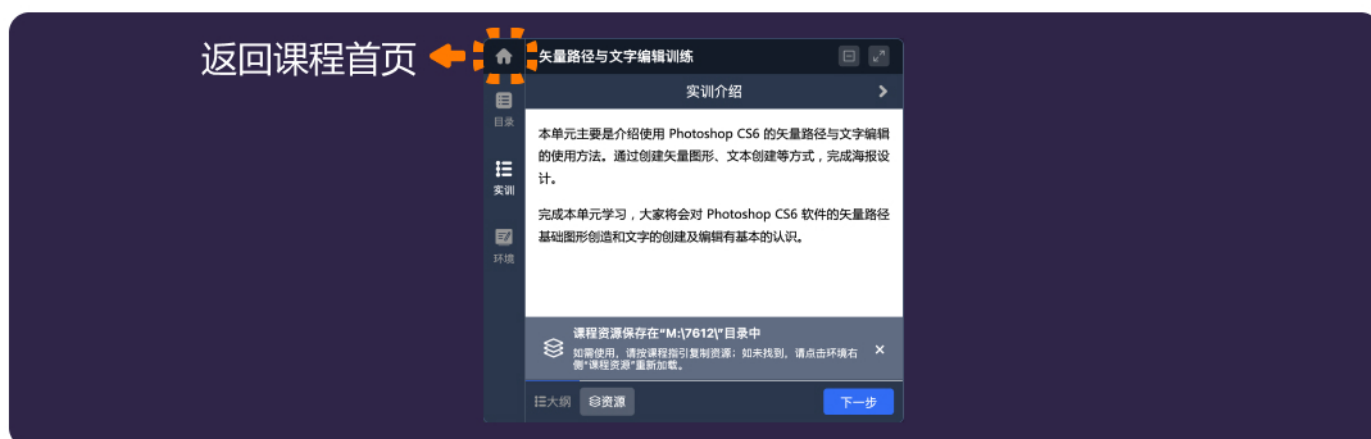 返回课程首页
矢量路径与文字编辑训练
实训介绍
目录
实训
环境
本单元主要是介绍使用 Photoshop CS6 的矢量路径与文字编辑
的使用方法。通过创建矢量图形、文本创建等方式，完成海报设
计。
完成本单元学习，大家将会对 Photoshop CS6 软件的矢量路径
基础图形创造和文字的创建及编辑有基本的认识。
课程资源保存在“M:\7612\”目录中
如需使用，请按课程指引复制资源；如未找到，请点击环境右
侧“课程资源”重新加载。
大纲
资源
下一步